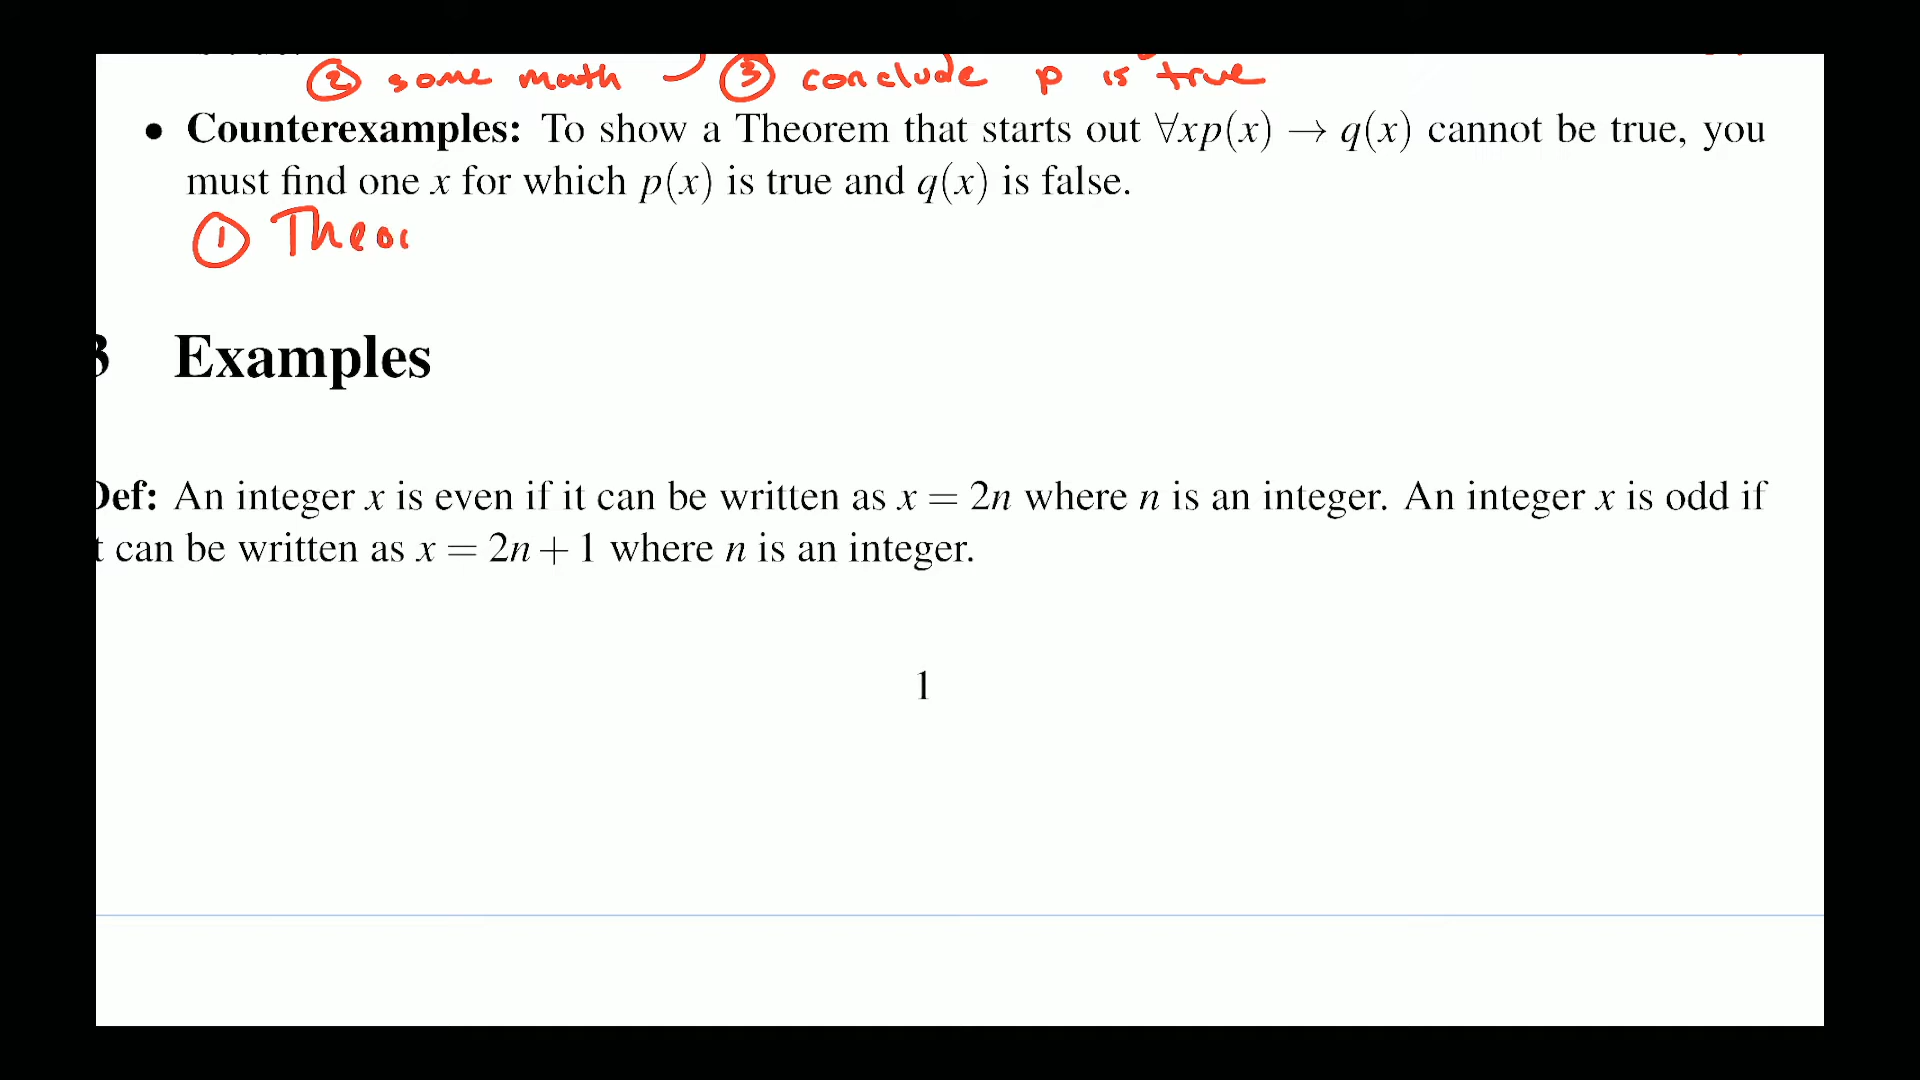 ② some math ③ conclude p is true
• Counterexamples: To show a Theorem that starts out ∀xp(x) → q(x) cannot be true, you
must find one x for which p(x) is true and q(x) is false.
① Theor
3 Examples
Def: An integer x is even if it can be written as x = 2n where n is an integer. An integer x is odd if
t can be written as x = 2n + 1 where n is an integer.
1